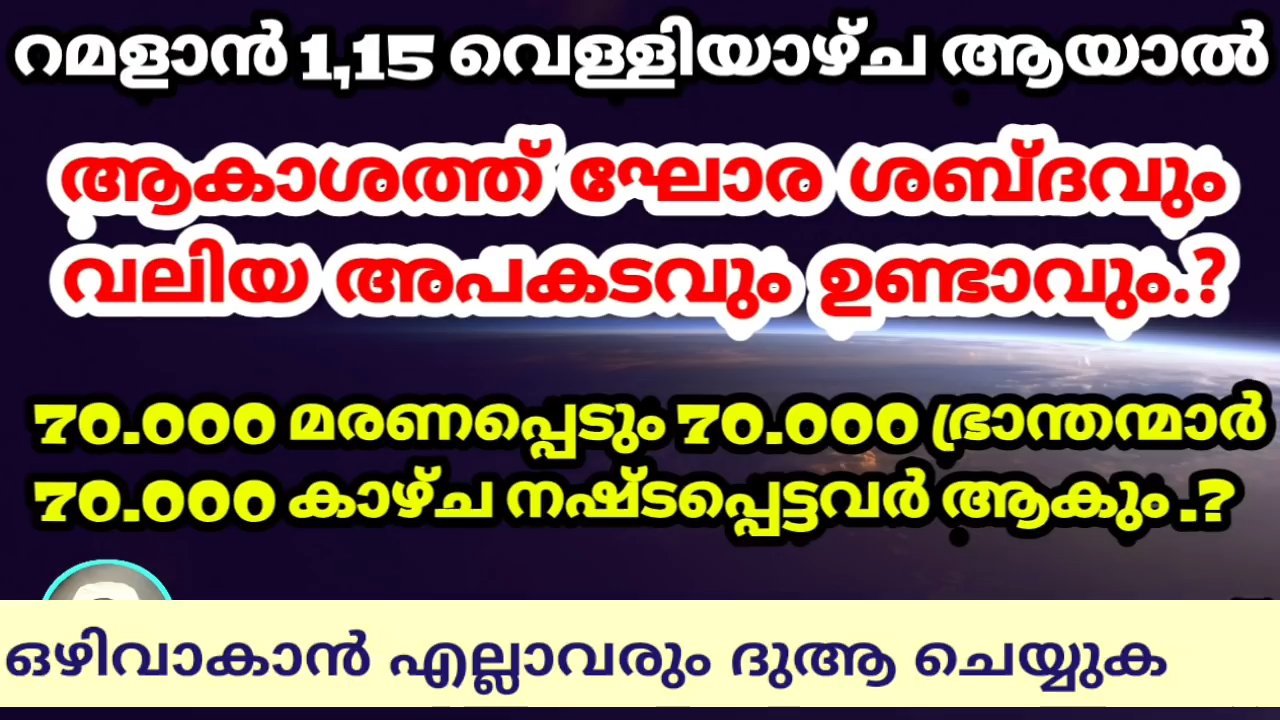 റമളാൻ 1,15 വെള്ളിയാഴ്ച ആയാൽ
ആകാശത്ത് ഘോര ശബ്ദവും
വലിയ അപകടവും ഉണ്ടാവും.?
70.000 മരണപ്പെടും 70.000 ഭ്രാന്തന്മാർ
70.000 കാഴ്ച നഷ്ടപ്പെട്ടവർ ആകും .?
ഒഴിവാകാൻ എല്ലാവരും ദുആ ചെയ്യുക